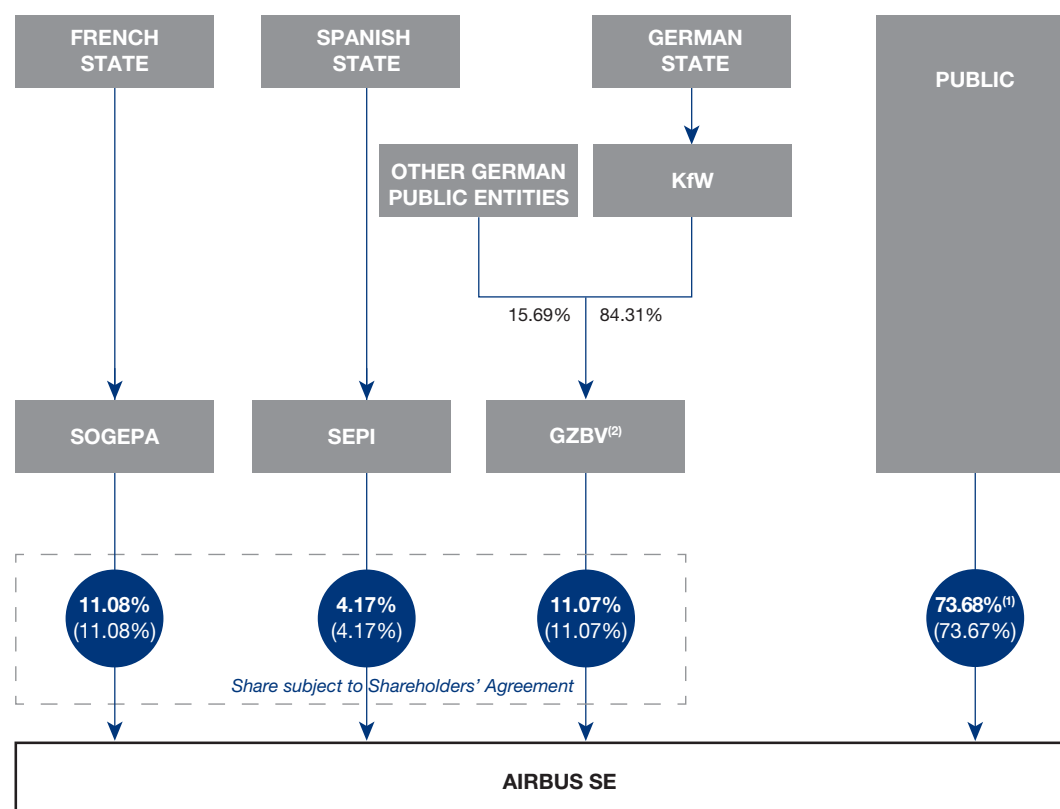 FRENCH
STATE
SPANISH
STATE
GERMAN
STATE
PUBLIC
OTHER GERMAN
PUBLIC ENTITIES
KfW
15.69%
84.31%
SOGEPA
SEPI
GZBV(2)
11.08%
(11.08%)
4.17%
(4.17%)
11.07%
(11.07%)
73.68%(1)
(73.67%)
Share subject to Shareholders’ Agreement
AIRBUS SE